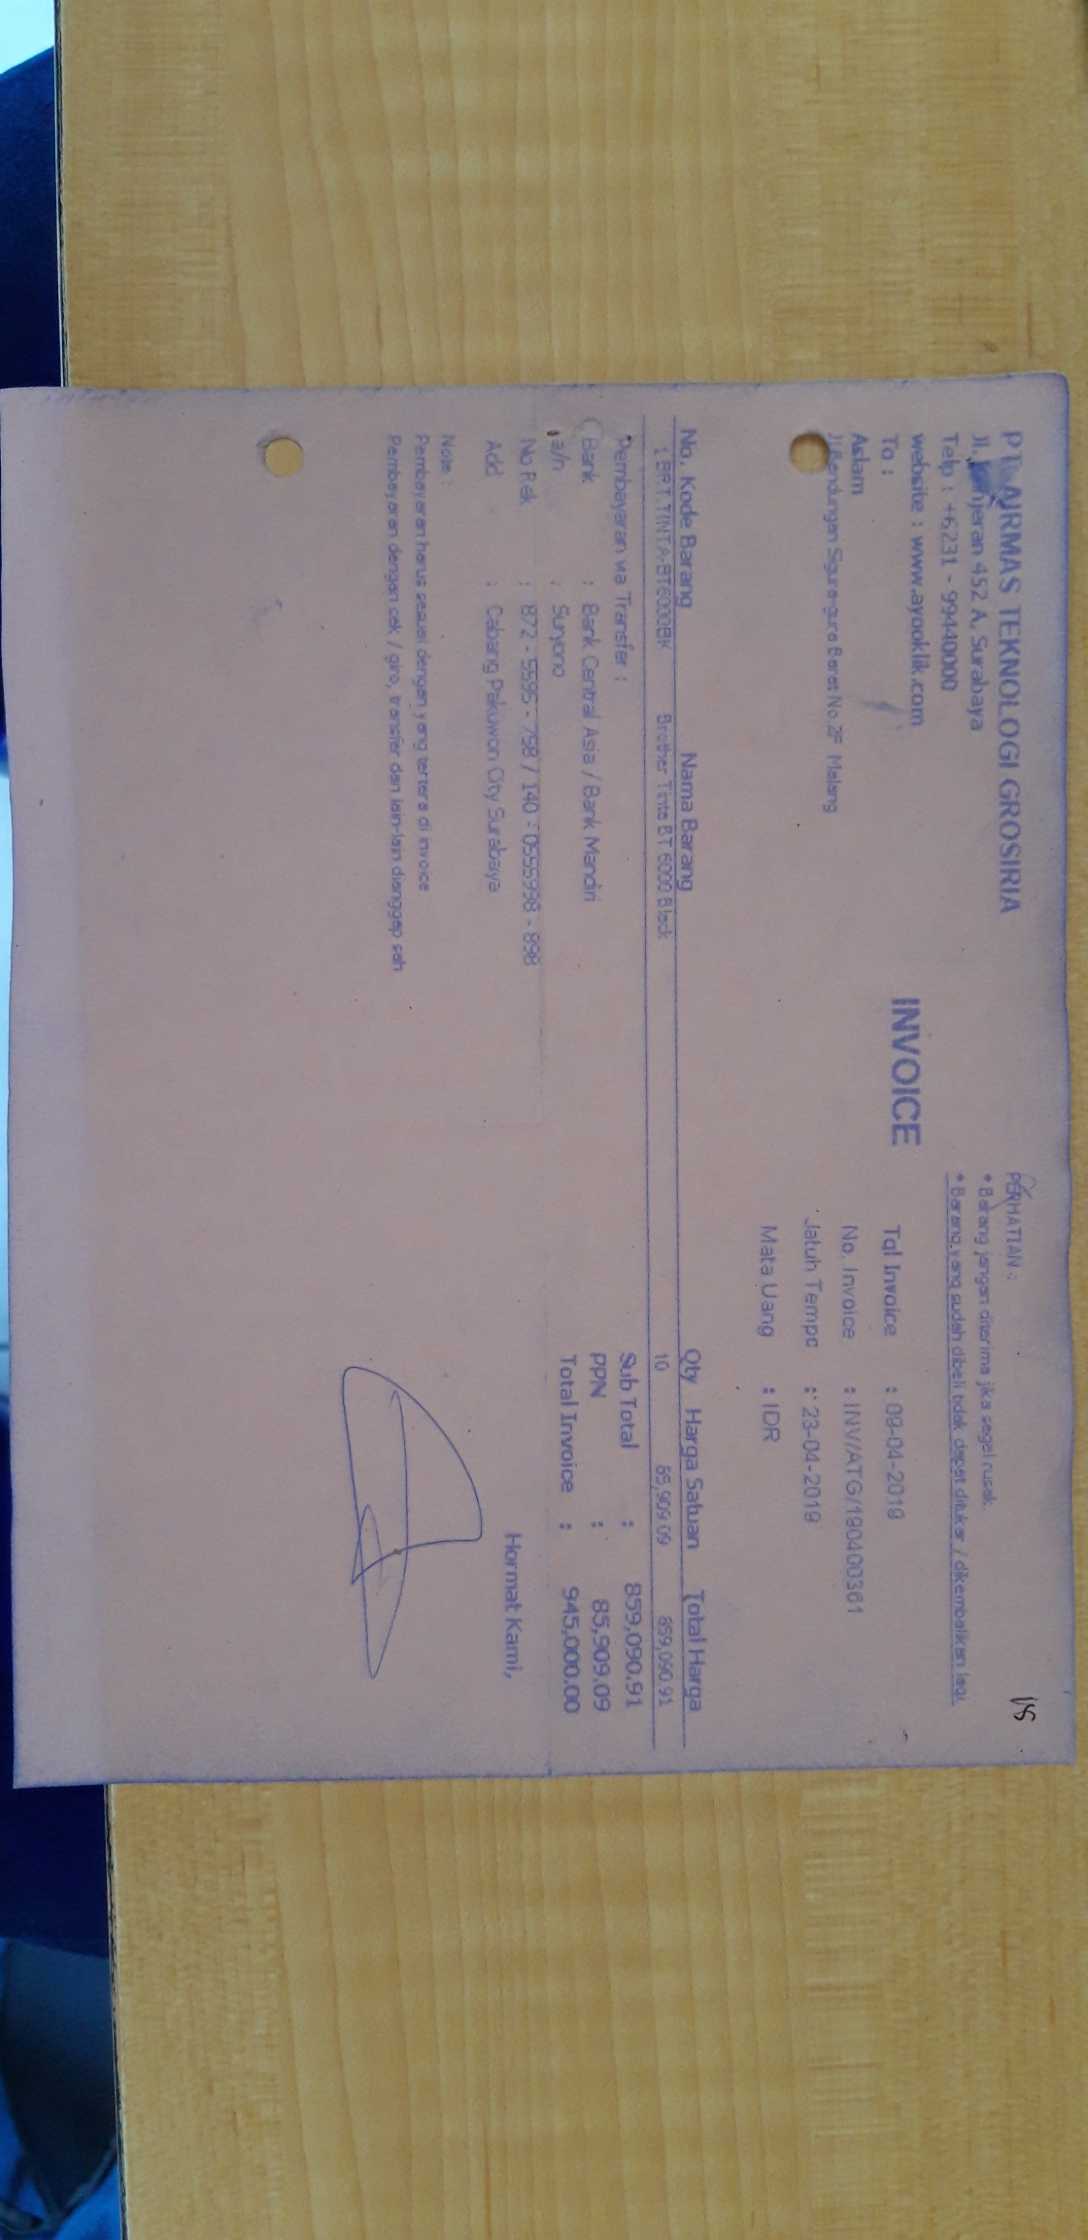 PT AIRMAS TEKNOLOGI GROSIRIA
Jl. 452 A, Surabaya
Telp : +6231 - 99440000
website : www.ayooklik.com
To :
Aslam
Jl Bendungan Sigura-gura Barat No.2F Malang
INVOICE
PERHATIAN :
* Barang jangan diterima jika segel rusak.
* Barang yang sudah dibeli tidak dapat ditukar / dikembalikan lagi.
Tgl Invoice : 09-04-2019
No. Invoice : INV/ATG/190400361
Jatuh Tempo : 23-04-2019
Mata Uang : IDR
No. Kode Barang Nama Barang Qty Harga Satuan Total Harga
1 BRT.TINTA-BT6000BK Brother Tinta BT 6000 Black 10 85,909.09 859,090.91
Pembayaran via Transfer :
Bank : Bank Central Asia / Bank Mandiri
a/n : Suryono
No Rek : 872 - 5595 - 758 / 140 - 0555998 - 898
Add : Cabang Pakuwon City Surabaya
Sub Total : 859,090.91
PPN : 85,909.09
Total Invoice : 945,000.00
Note :
Pembayaran harus sesuai dengan yang tertera di invoice
Pembayaran dengan cek / giro, transfer dan lain-lain dianggap sah
Hormat Kami,